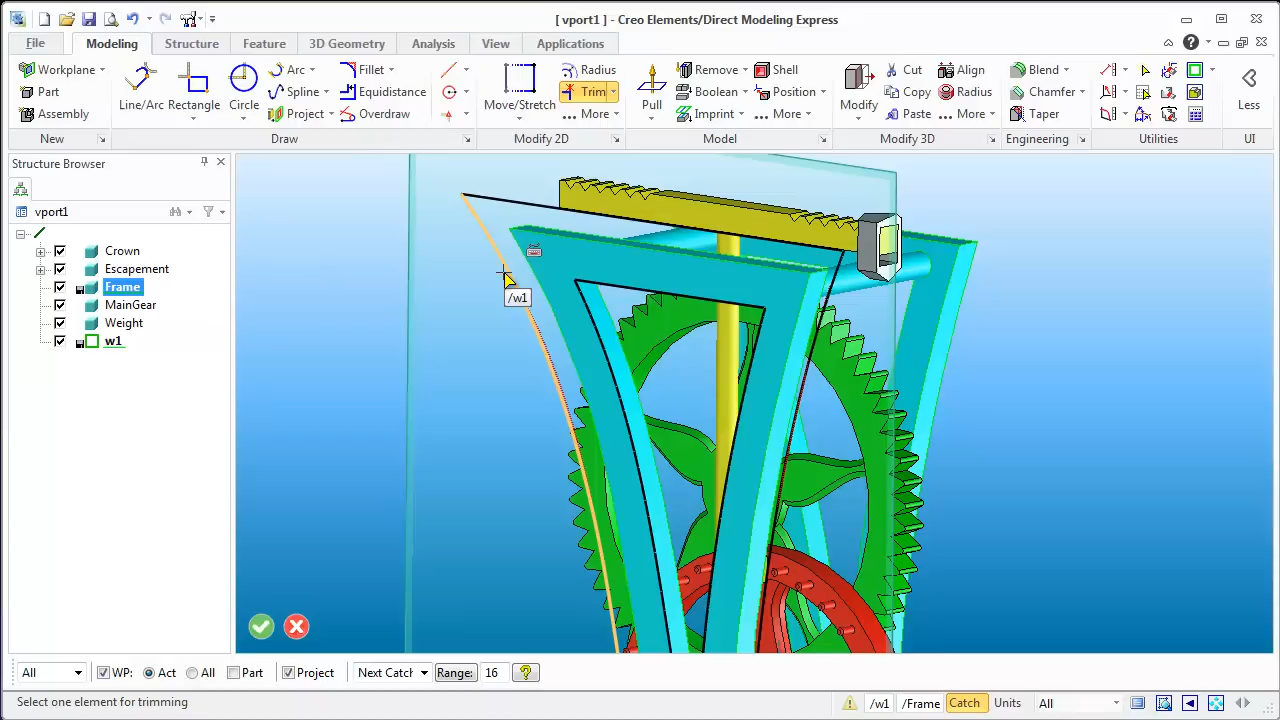 [ vport1 ] - Creo Elements/Direct Modeling Express
File Modeling Structure Feature 3D Geometry Analysis View Applications
Workplane Arc Fillet Radius Remove Shell Cut Align Blend
Part Line/Arc Rectangle Circle Spline Equidistance Move/Stretch Trim Pull Boolean Position Modify Copy Radius Chamfer Less
Assembly Project Overdraw More Imprint More Paste More Taper
New Draw Modify 2D Model Modify 3D Engineering Utilities UI
Structure Browser
vport1
Crown
Escapement
Frame
MainGear
Weight
w1
/w1
All WP: Act All Part Project Next Catch Range: 16 ?
Select one element for trimming /w1 /Frame Catch Units All